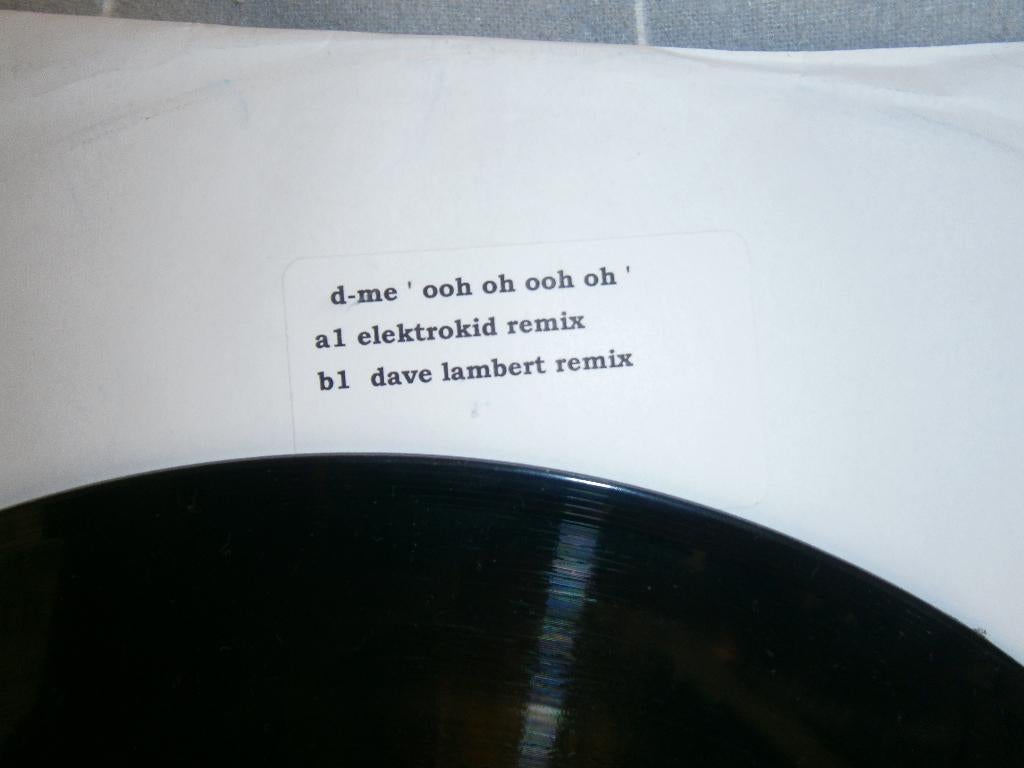 d-me ' ooh oh ooh oh '
a1 elektrokid remix
b1 dave lambert remix